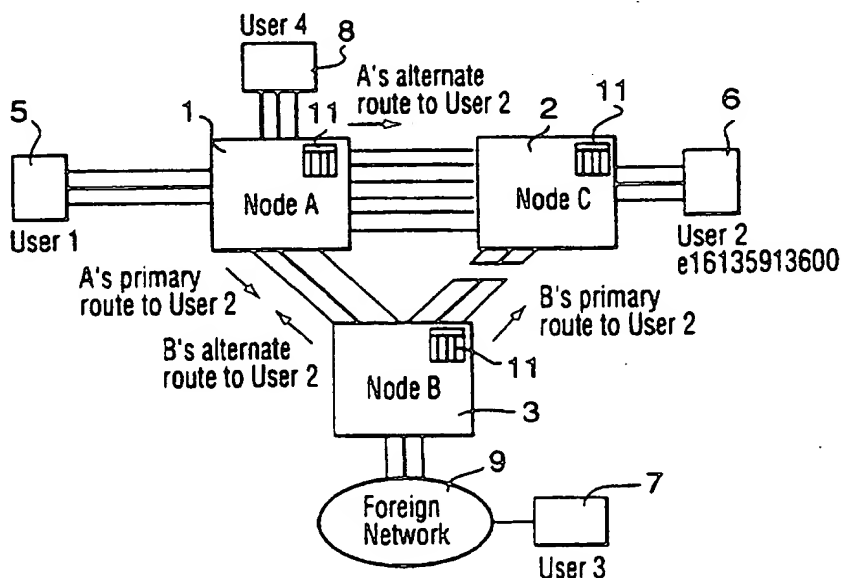 User 4
8
A's alternate
route to User 2
5
1
11
2
11
6
Node A
Node C
User 1
User 2
e16135913600
A's primary
route to User 2
B's primary
route to User 2
B's alternate
route to User 2
11
Node B
3
9
7
Foreign
Network
User 3